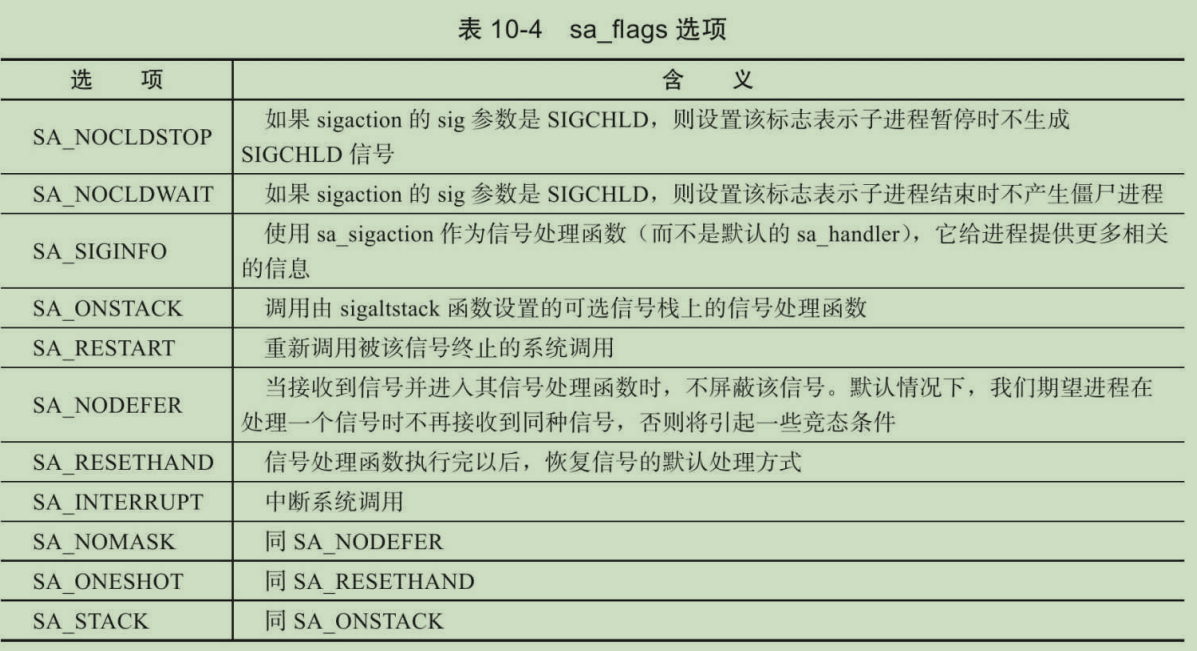 表 10-4 sa_flags 选项
选 项 含 义
SA_NOCLDSTOP 如果 sigaction 的 sig 参数是 SIGCHLD，则设置该标志表示子进程暂停时不生成
SIGCHLD 信号
SA_NOCLDWAIT 如果 sigaction 的 sig 参数是 SIGCHLD，则设置该标志表示子进程结束时不产生僵尸进程
SA_SIGINFO 使用 sa_sigaction 作为信号处理函数（而不是默认的 sa_handler），它给进程提供更多相关
的信息
SA_ONSTACK 调用由 sigaltstack 函数设置的可选信号栈上的信号处理函数
SA_RESTART 重新调用被该信号终止的系统调用
SA_NODEFER 当接收到信号并进入其信号处理函数时，不屏蔽该信号。默认情况下，我们期望进程在
处理一个信号时不再接收到同种信号，否则将引起一些竞态条件
SA_RESETHAND 信号处理函数执行完以后，恢复信号的默认处理方式
SA_INTERRUPT 中断系统调用
SA_NOMASK 同 SA_NODEFER
SA_ONESHOT 同 SA_RESETHAND
SA_STACK 同 SA_ONSTACK